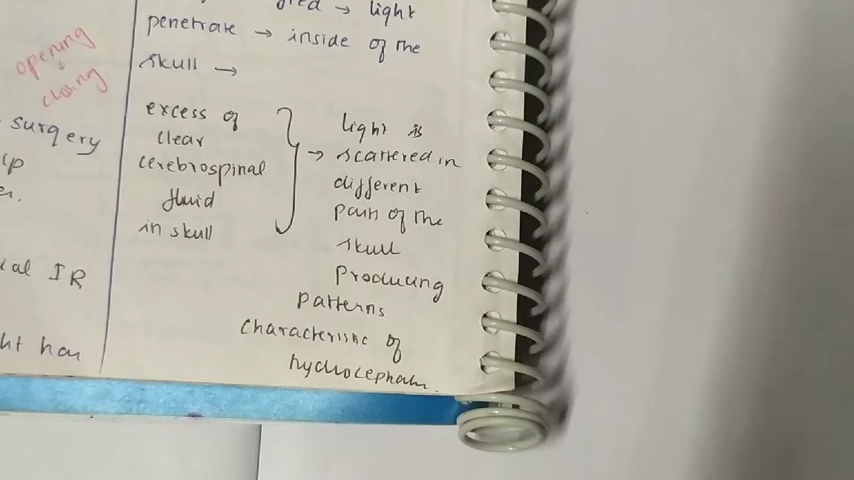 opening
↓
closing
surgery
IR
light
penetrate → inside of the
skull →
excess of
clear
cerebrospinal
fluid
in skull
→ light is
scattered in
different
part of the
skull
producing
patterns
characteristic of